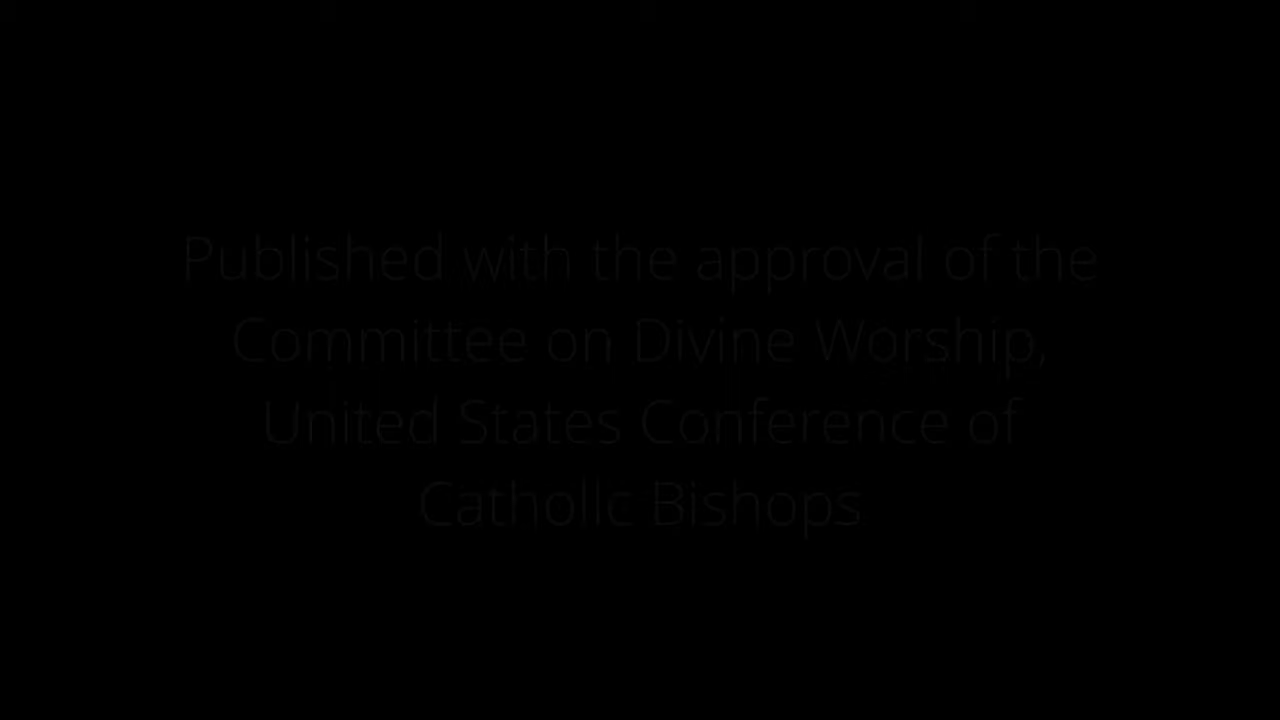 Published with the approval of the
Committee on Divine Worship,
United States Conference of
Catholic Bishops